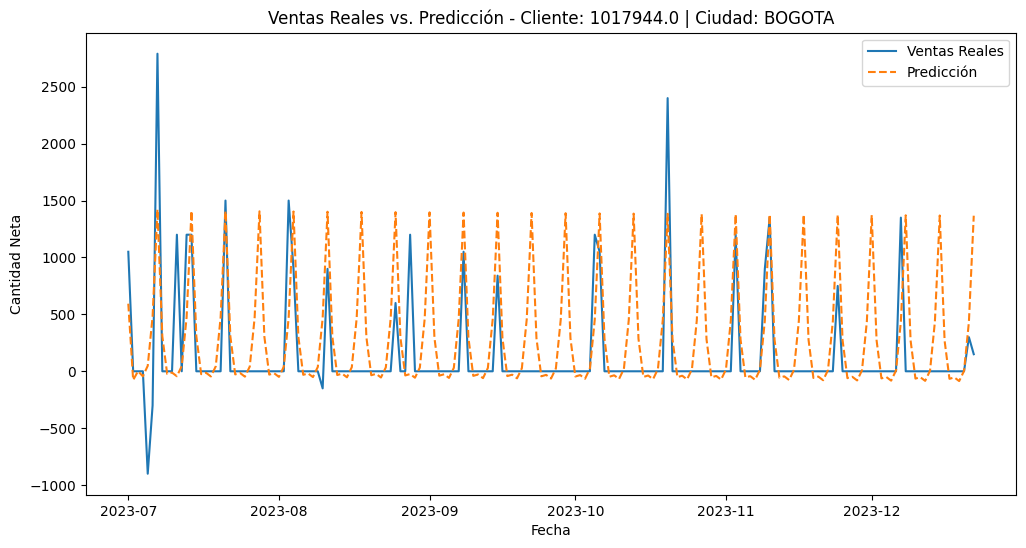 Ventas Reales vs. Predicción - Cliente: 1017944.0 | Ciudad: BOGOTA
Ventas Reales
Predicción
Cantidad Neta
2500
2000
1500
1000
500
0
−500
−1000
2023-07
2023-08
2023-09
2023-10
2023-11
2023-12
Fecha